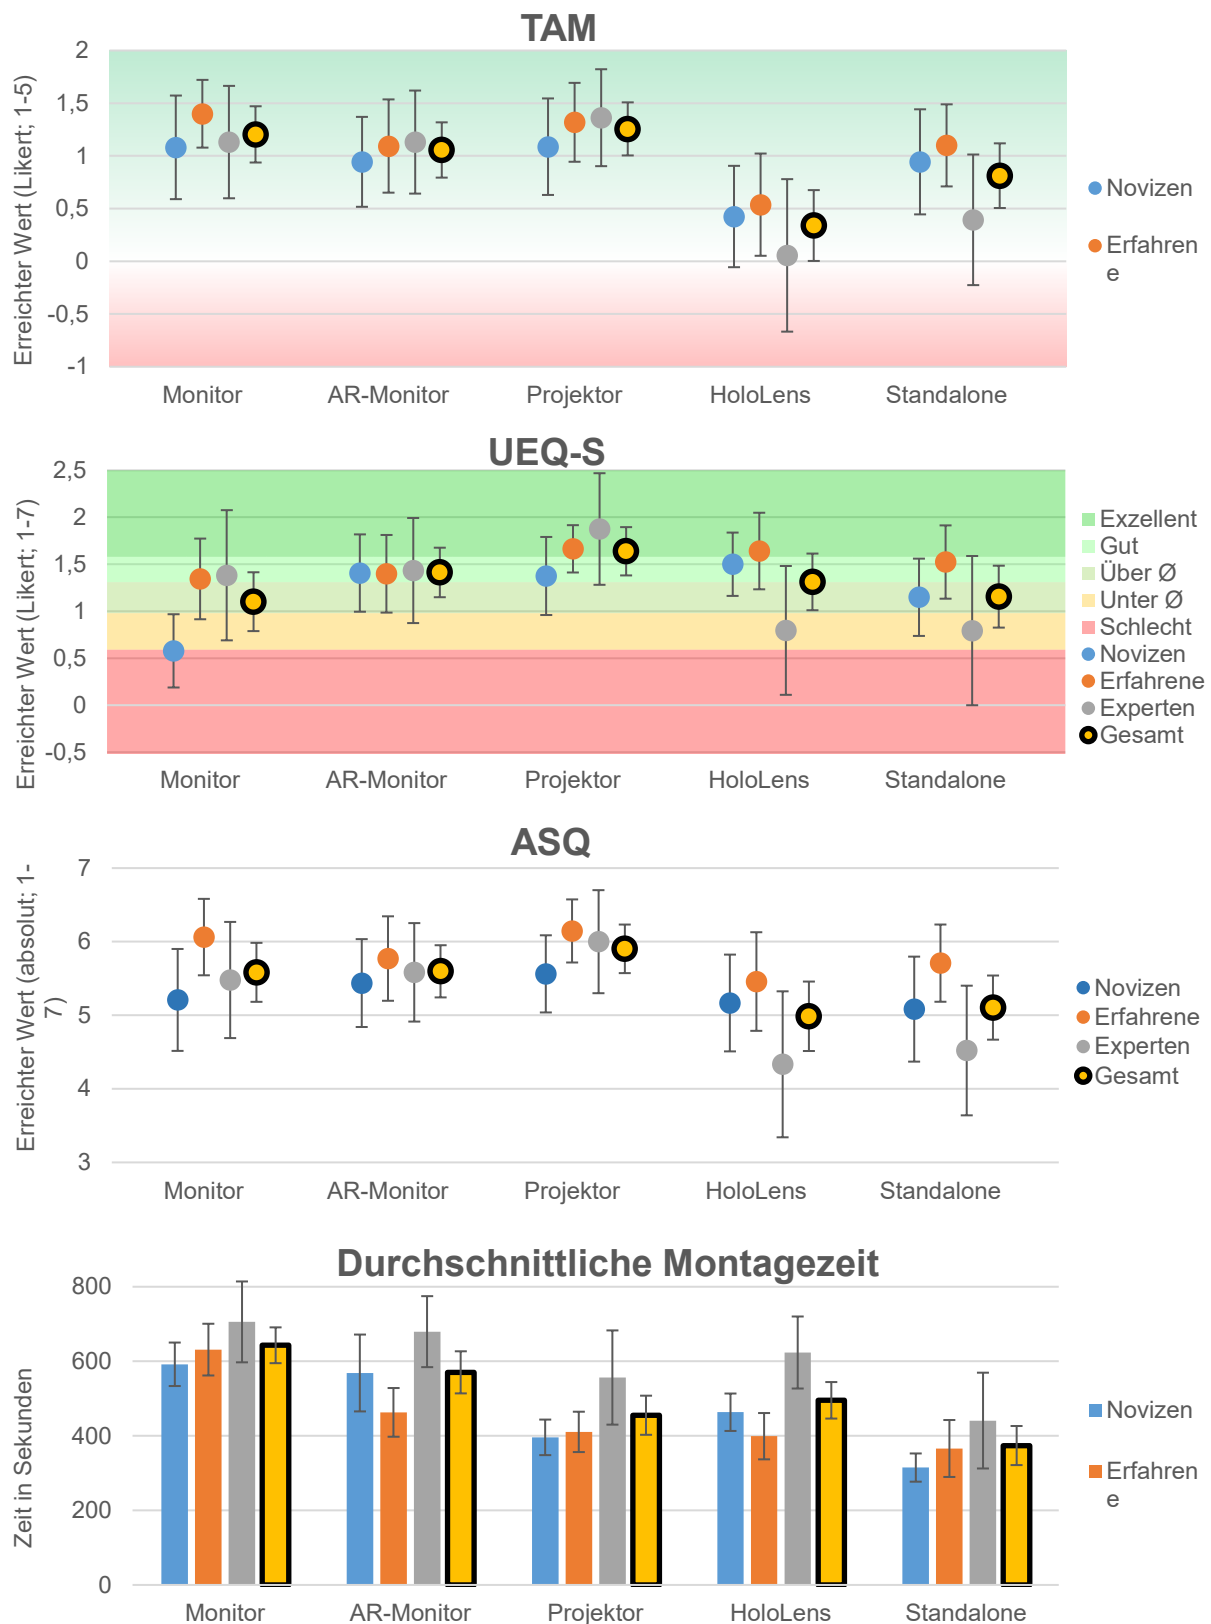 TAM
Erreichter Wert (Likert; 1-5)
2
1,5
1
0,5
0
-0,5
-1
Monitor AR-Monitor Projektor HoloLens Standalone
Novizen
Erfahren
e
UEQ-S
Erreichter Wert (Likert; 1-7)
2,5
2
1,5
1
0,5
0
-0,5
Monitor AR-Monitor Projektor HoloLens Standalone
Exzellent
Gut
Über Ø
Unter Ø
Schlecht
Novizen
Erfahrene
Experten
Gesamt
ASQ
Erreichter Wert (absolut; 1-
7)
7
6
5
4
3
Monitor AR-Monitor Projektor HoloLens Standalone
Novizen
Erfahrene
Experten
Gesamt
Durchschnittliche Montagezeit
Zeit in Sekunden
800
600
400
200
0
Monitor AR-Monitor Projektor HoloLens Standalone
Novizen
Erfahren
e